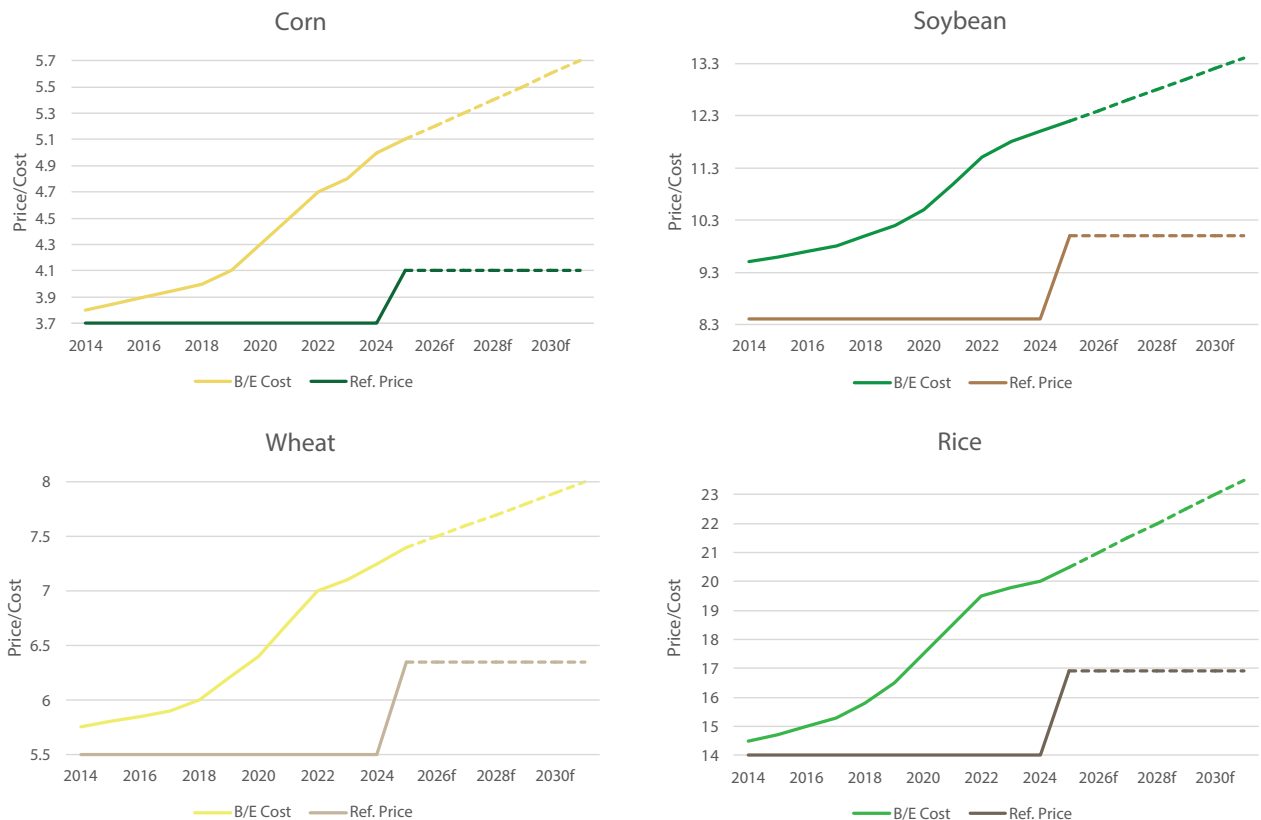 Corn
Price/Cost
5.7
5.5
5.3
5.1
4.9
4.7
4.5
4.3
4.1
3.9
3.7
2014 2016 2018 2020 2022 2024 2026f 2028f 2030f
B/E Cost Ref. Price
Soybean
Price/Cost
13.3
12.3
11.3
10.3
9.3
8.3
2014 2016 2018 2020 2022 2024 2026f 2028f 2030f
B/E Cost Ref. Price
Wheat
Price/Cost
8
7.5
7
6.5
6
5.5
2014 2016 2018 2020 2022 2024 2026f 2028f 2030f
B/E Cost Ref. Price
Rice
Price/Cost
23
22
21
20
19
18
17
16
15
14
2014 2016 2018 2020 2022 2024 2026f 2028f 2030f
B/E Cost Ref. Price